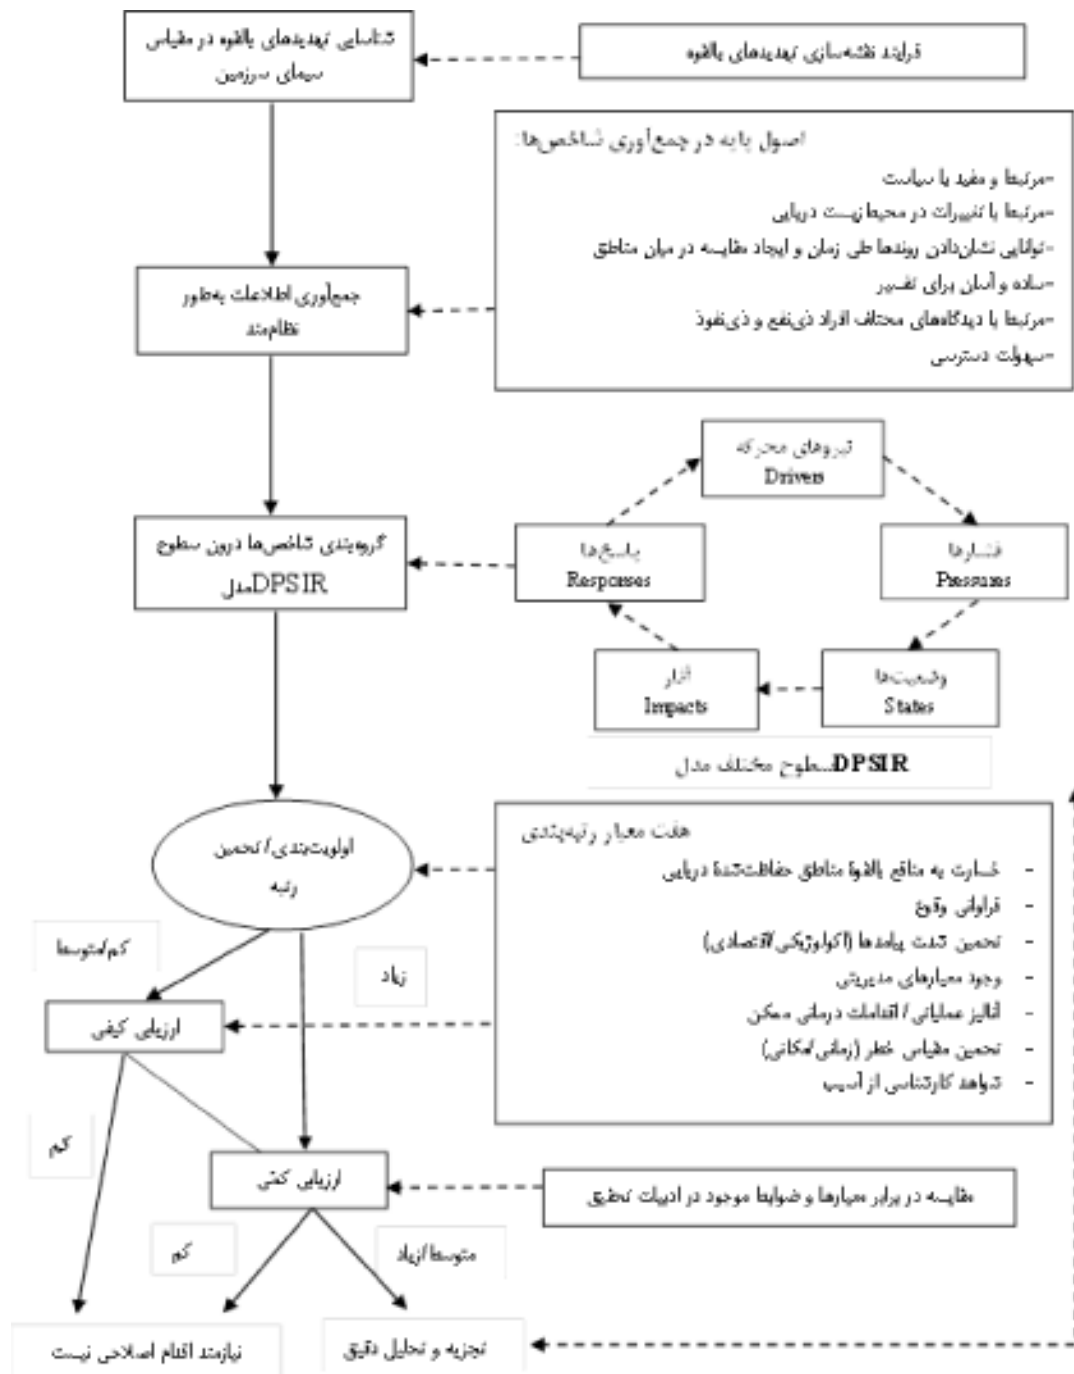 شناسایی تهدیدهای بالقوه در مقیاس
سیمای سرزمین
فرایند نقشه‌سازی تهدیدهای بالقوه
اصول پایه در جمع‌آوری شاخص‌ها:
-مرتبط و مفید با سیاست
-مرتبط با تغییرات در محیط‌زیست دریایی
-توانایی نشان‌دادن روندها طی زمان و ایجاد مقایسه در میان مناطق
-ساده و آسان برای تفسیر
-مرتبط با دیدگاه‌های مختلف افراد ذی‌نفع و ذی‌نفوذ
-سهولت دسترسی
جمع‌آوری اطلاعات به‌طور
نظام‌مند
نیروهای محرکه
Drivers
گروه‌بندی شاخص‌ها درون سطوح
مدلDPSIR
پاسخ‌ها
Responses
فشارها
Pressures
آثار
Impacts
وضعیت‌ها
States
سطوح مختلف مدلDPSIR
هفت معیار رتبه‌بندی
- خسارت به منافع بالقوۀ مناطق حفاظت‌شدۀ دریایی
- فراوانی وقوع
- تخمین شدت پیامدها (اکولوژیکی/اقتصادی)
- وجود معیارهای مدیریتی
- آنالیز عملیاتی/ اقدامات درمانی ممکن
- تخمین مقیاس خطر (زمانی/مکانی)
- شواهد کارشناسی از آسیب
اولویت‌بندی/تخمین
رتبه
کم/متوسط
زیاد
ارزیابی کیفی
کم
ارزیابی کمّی
مقایسه در برابر معیارها و ضوابط موجود در ادبیات تحقیق
کم
متوسط/زیاد
نیازمند اقدام اصلاحی نیست
تجزیه و تحلیل دقیق